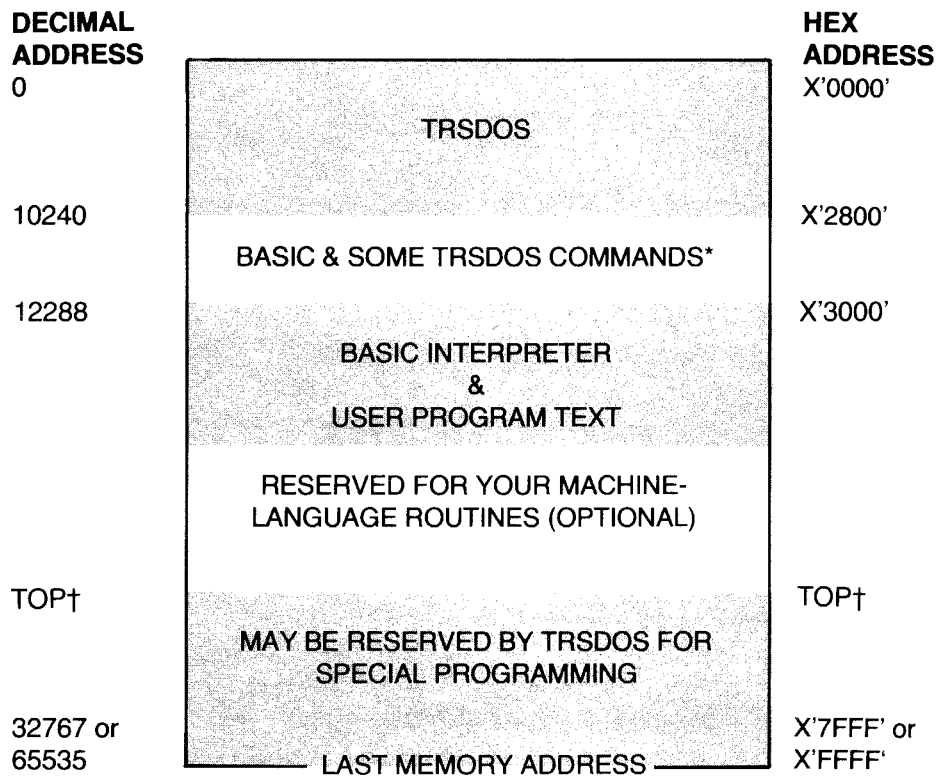 DECIMAL
ADDRESS
HEX
ADDRESS
0
X'0000'
TRSDOS
10240
X'2800'
BASIC & SOME TRSDOS COMMANDS*
12288
X'3000'
BASIC INTERPRETER
&
USER PROGRAM TEXT
RESERVED FOR YOUR MACHINE-
LANGUAGE ROUTINES (OPTIONAL)
TOP†
TOP†
MAY BE RESERVED BY TRSDOS FOR
SPECIAL PROGRAMMING
32767 or
65535
X'7FFF' or
X'FFFF'
LAST MEMORY ADDRESS